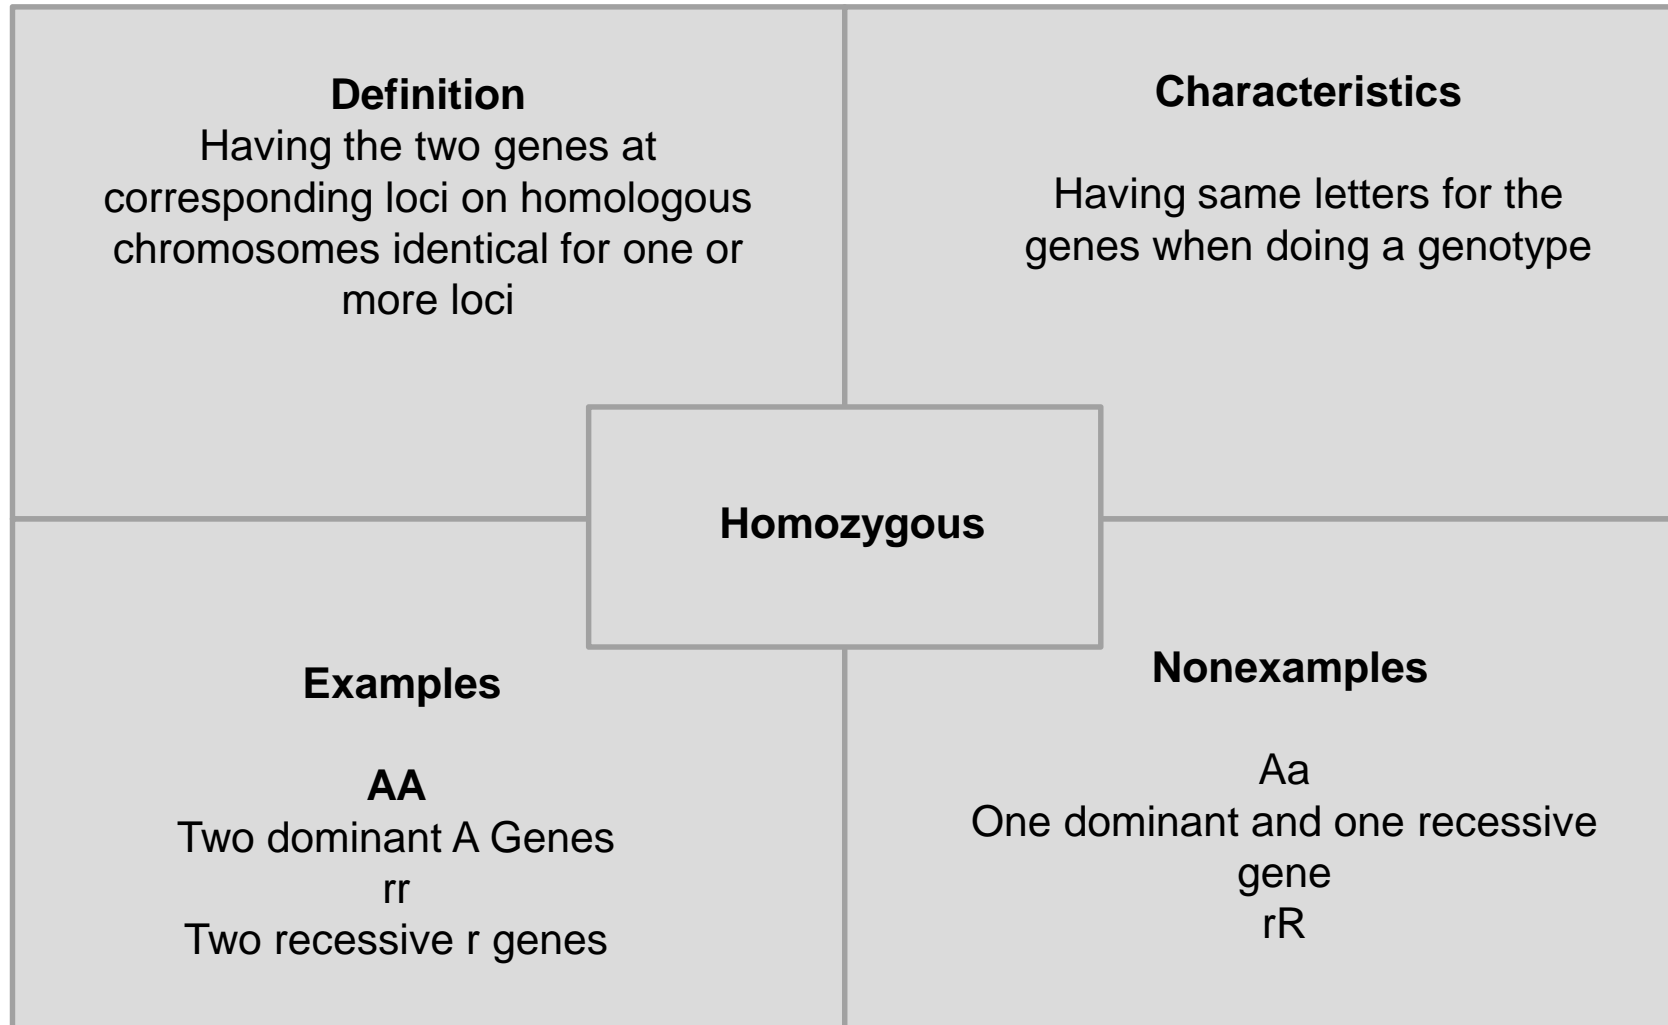 Definition
Having the two genes at
corresponding loci on homologous
chromosomes identical for one or
more loci
Characteristics
Having same letters for the
genes when doing a genotype
Homozygous
Examples
AA
Two dominant A Genes
rr
Two recessive r genes
Nonexamples
Aa
One dominant and one recessive
gene
rR